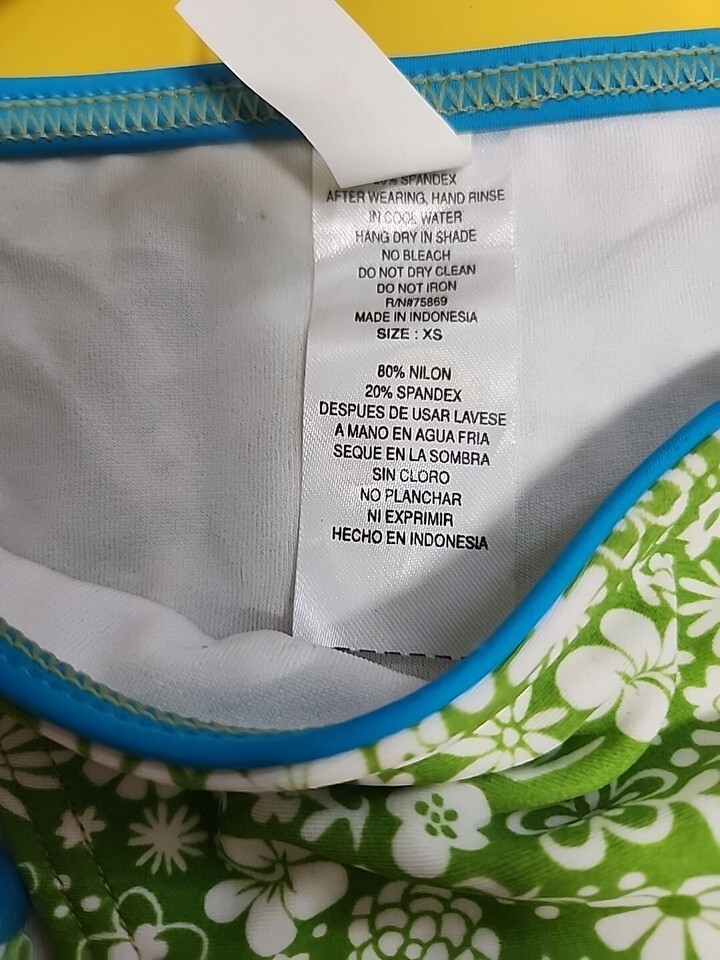 SPANDEX
AFTER WEARING, HAND RINSE
IN COOL WATER
HANG DRY IN SHADE
NO BLEACH
DO NOT DRY CLEAN
DO NOT IRON
R/N#75869
MADE IN INDONESIA
SIZE : XS
80% NILON
20% SPANDEX
DESPUES DE USAR LAVESE
A MANO EN AGUA FRIA
SEQUE EN LA SOMBRA
SIN CLORO
NO PLANCHAR
NI EXPRIMIR
HECHO EN INDONESIA